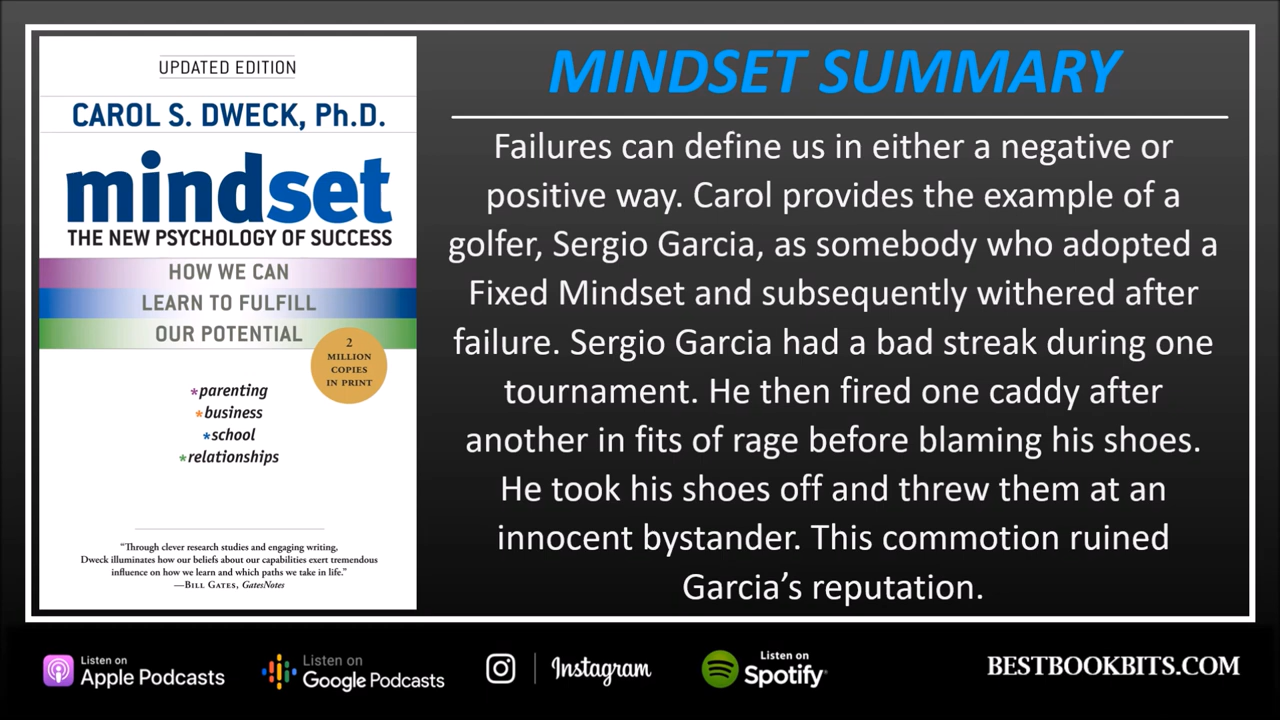 UPDATED EDITION
CAROL S. DWECK, Ph.D.
mindset
THE NEW PSYCHOLOGY OF SUCCESS
HOW WE CAN
LEARN TO FULFILL
OUR POTENTIAL
2
MILLION
COPIES
IN PRINT
*parenting
*business
*school
*relationships
“Through clever research studies and engaging writing,
Dweck illuminates how our beliefs about our capabilities exert tremendous
influence on how we learn and which paths we take in life.”
—BILL GATES, GatesNotes
MINDSET SUMMARY
Failures can define us in either a negative or
positive way. Carol provides the example of a
golfer, Sergio Garcia, as somebody who adopted a
Fixed Mindset and subsequently withered after
failure. Sergio Garcia had a bad streak during one
tournament. He then fired one caddy after
another in fits of rage before blaming his shoes.
He took his shoes off and threw them at an
innocent bystander. This commotion ruined
Garcia’s reputation.
Listen on
Apple Podcasts
Listen on
Google Podcasts
Instagram
Listen on
Spotify
BESTBOOKBITS.COM